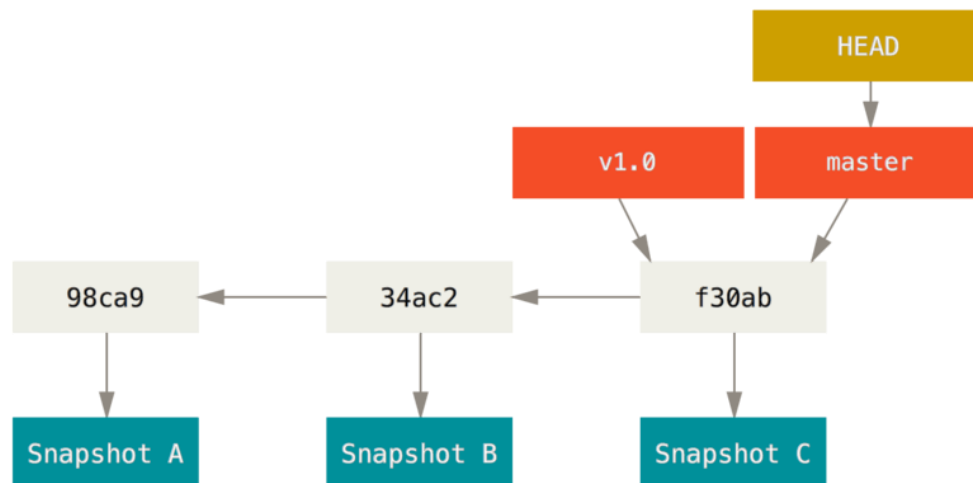 HEAD
v1.0
master
98ca9
34ac2
f30ab
Snapshot A
Snapshot B
Snapshot C